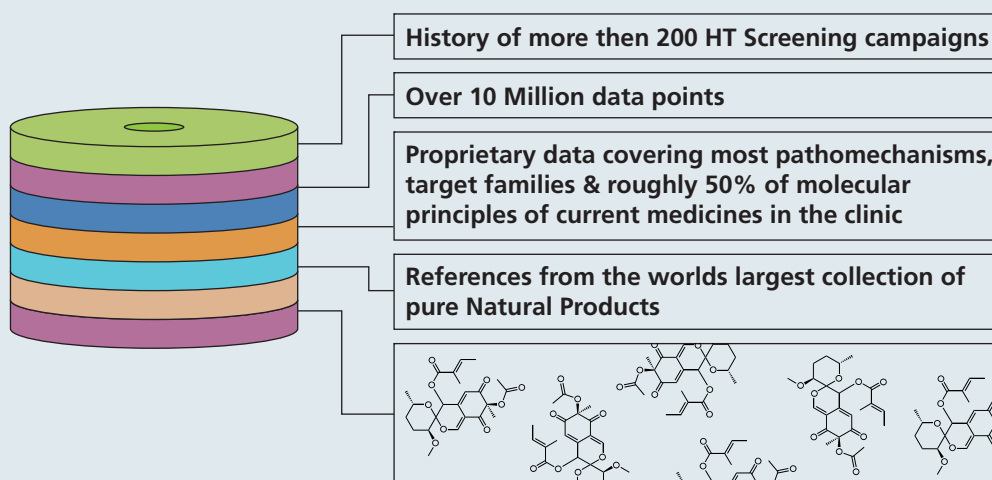 History of more then 200 HT Screening campaigns
Over 10 Million data points
Proprietary data covering most pathomechanisms,
target families & roughly 50% of molecular
principles of current medicines in the clinic
References from the worlds largest collection of
pure Natural Products